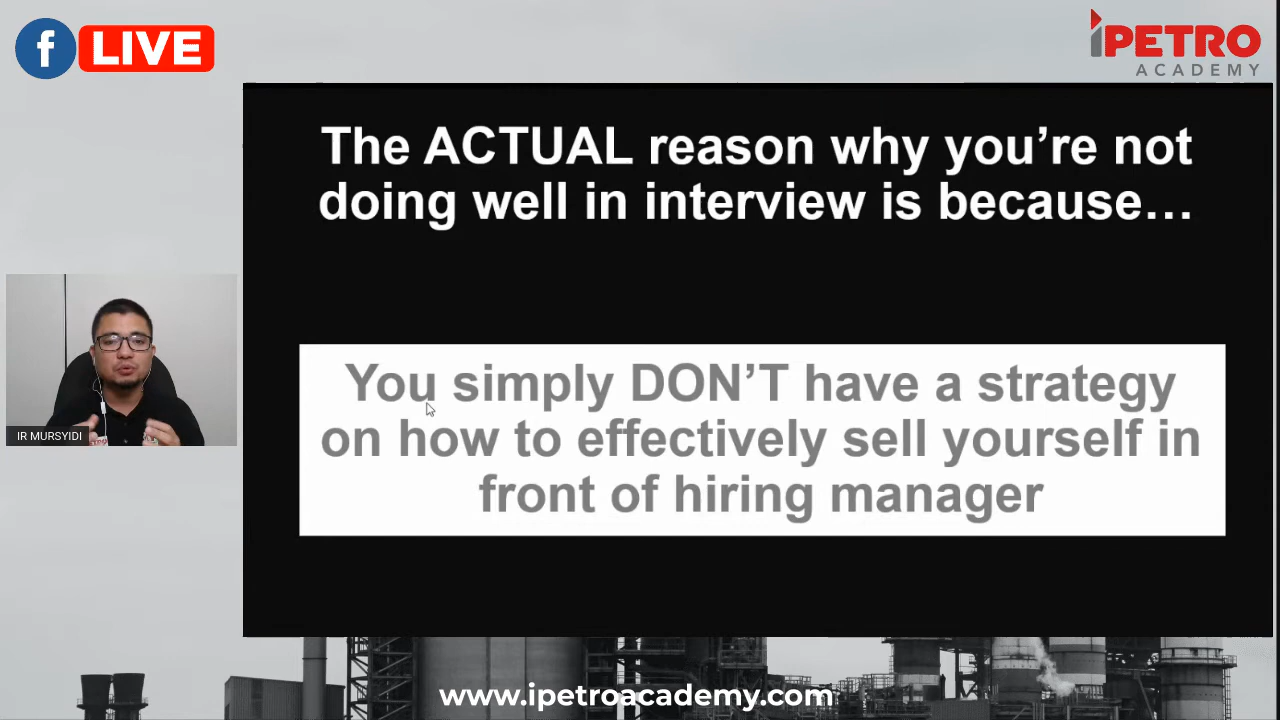 f LIVE
iPETRO
ACADEMY
The ACTUAL reason why you’re not
doing well in interview is because…
You simply DON’T have a strategy
on how to effectively sell yourself in
front of hiring manager
IR MURSYIDI
www.ipetroacademy.com